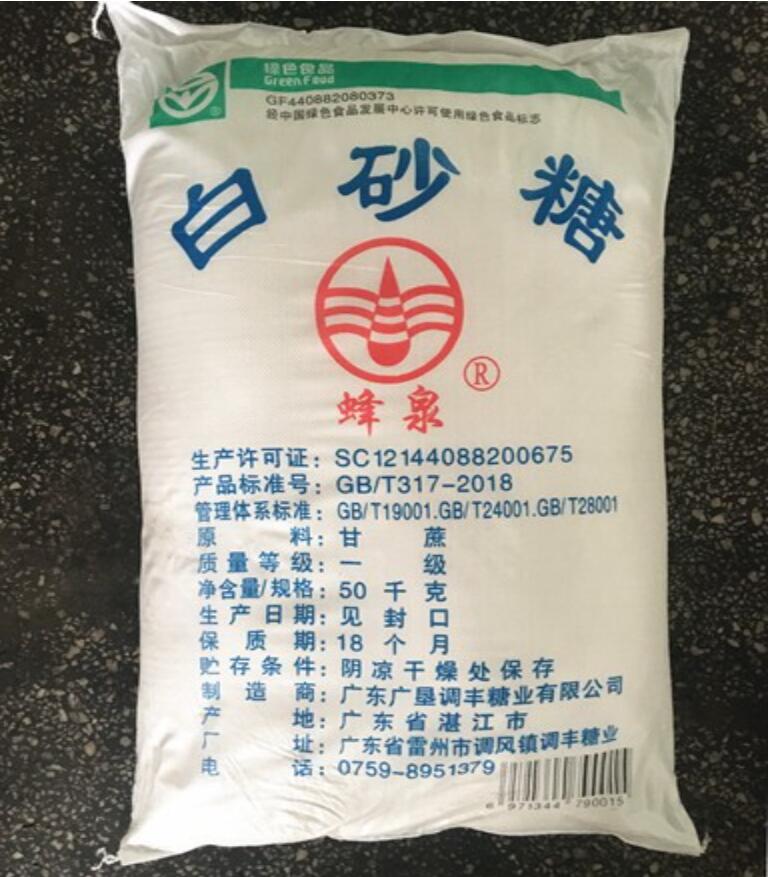 绿色食品
Green Food
GF440882080373
经中国绿色食品发展中心许可使用绿色食品标志
白砂糖
®
蜂泉
生产许可证：SC12144088200675
产品标准号：GB/T317-2018
管理体系标准：GB/T19001.GB/T24001.GB/T28001
原料：甘蔗
质量等级：一级
净含量/规格：50千克
生产日期：见封口
保质期：18个月
贮存条件：阴凉干燥处保存
制造商：广东广垦调丰糖业有限公司
产地：广东省湛江市
厂址：广东省雷州市调风镇调丰糖业
电话：0759-8951379
6 971344 790015